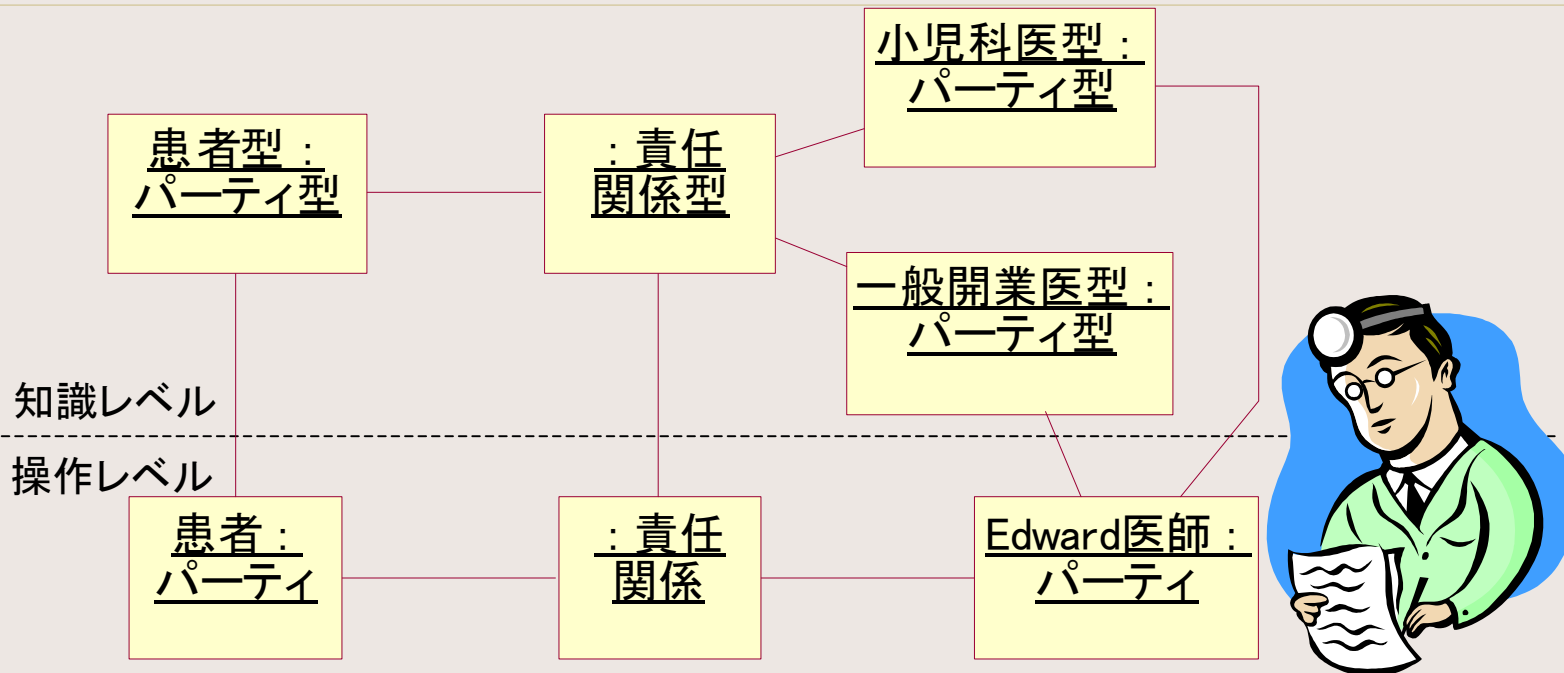 小児科医型：
パーティ型
患者型：
パーティ型
：責任
関係型
一般開業医型：
パーティ型
知識レベル
操作レベル
患者：
パーティ
：責任
関係
Edward医師：
パーティ